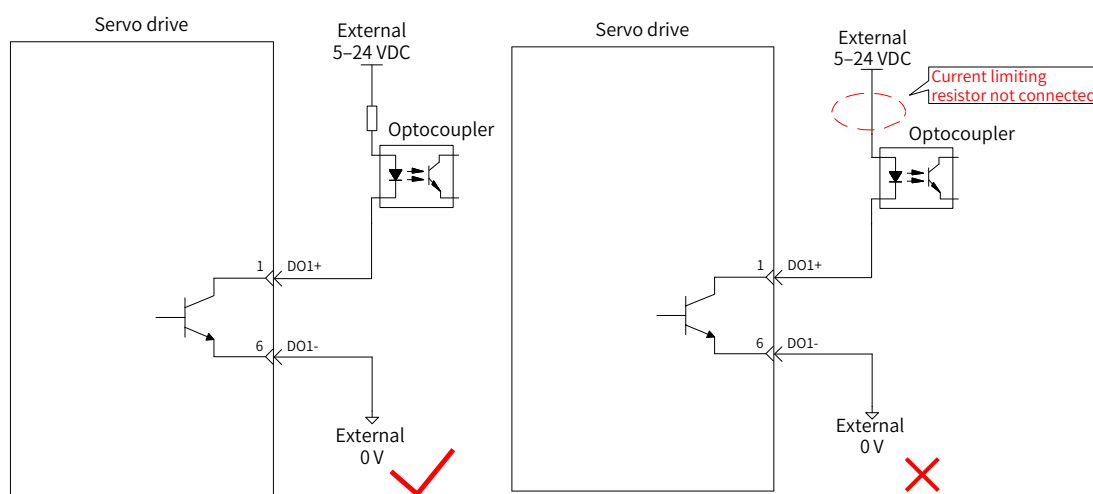 Servo drive
External
5–24 VDC
Optocoupler
1
DO1+
6
DO1-
External
0 V
Servo drive
External
5–24 VDC
Current limiting
resistor not connected
Optocoupler
1
DO1+
6
DO1-
External
0 V